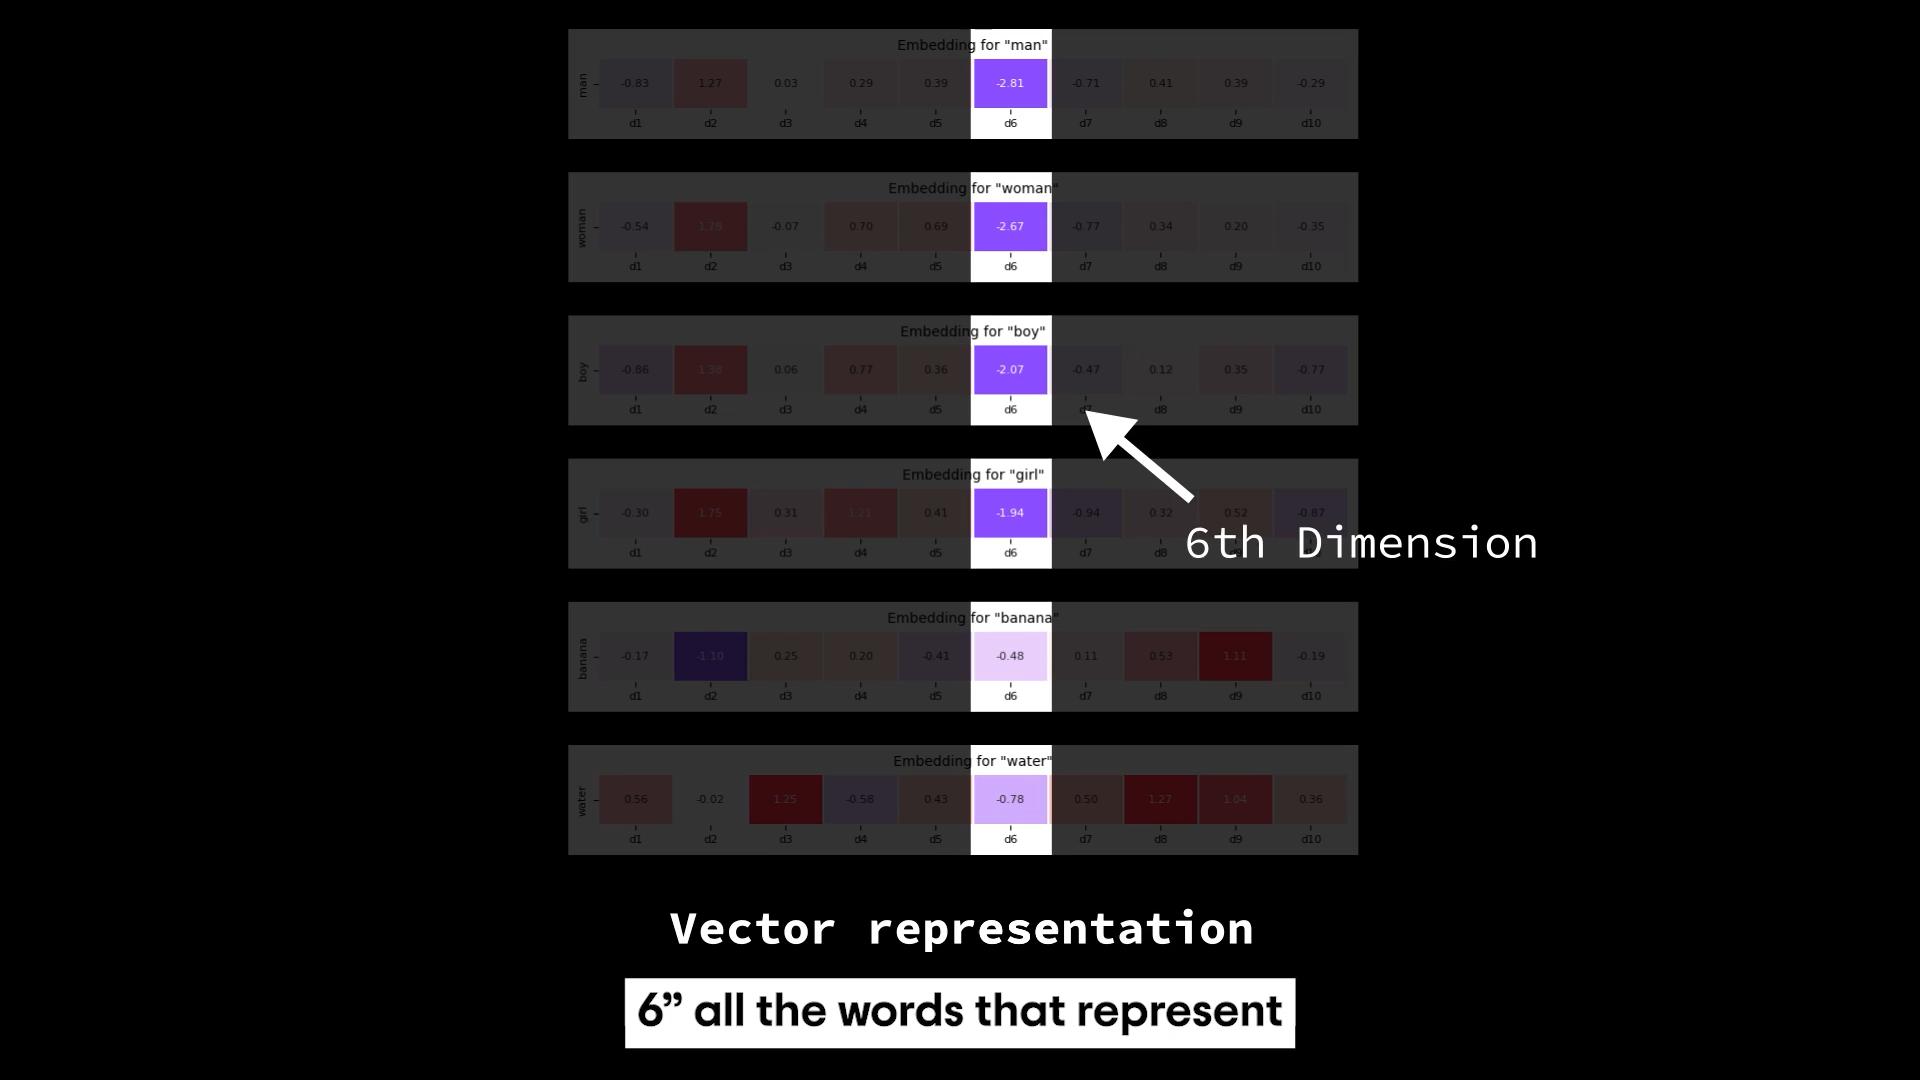 Embedding for "man"
man
-0.83 1.27 0.03 0.29 0.39 -2.81 -0.71 0.41 0.39 -0.29
d1 d2 d3 d4 d5 d6 d7 d8 d9 d10
Embedding for "woman"
woman
-0.54 1.78 -0.07 0.70 0.69 -2.67 -0.77 0.34 0.20 -0.35
d1 d2 d3 d4 d5 d6 d7 d8 d9 d10
Embedding for "boy"
boy
-0.86 1.38 0.06 0.77 0.36 -2.07 -0.47 0.12 0.35 -0.77
d1 d2 d3 d4 d5 d6 d7 d8 d9 d10
Embedding for "girl"
girl
-0.30 1.75 0.31 1.21 0.41 -1.94 -0.94 0.32 0.52 -0.87
d1 d2 d3 d4 d5 d6 d7 d8 d9
6th Dimension
Embedding for "banana"
banana
-0.17 -1.10 0.25 0.20 -0.41 -0.48 0.11 0.53 1.11 -0.19
d1 d2 d3 d4 d5 d6 d7 d8 d9 d10
Embedding for "water"
water
0.56 -0.02 1.25 -0.58 0.43 -0.78 0.50 1.27 1.04 0.36
d1 d2 d3 d4 d5 d6 d7 d8 d9 d10
Vector representation
6” all the words that represent